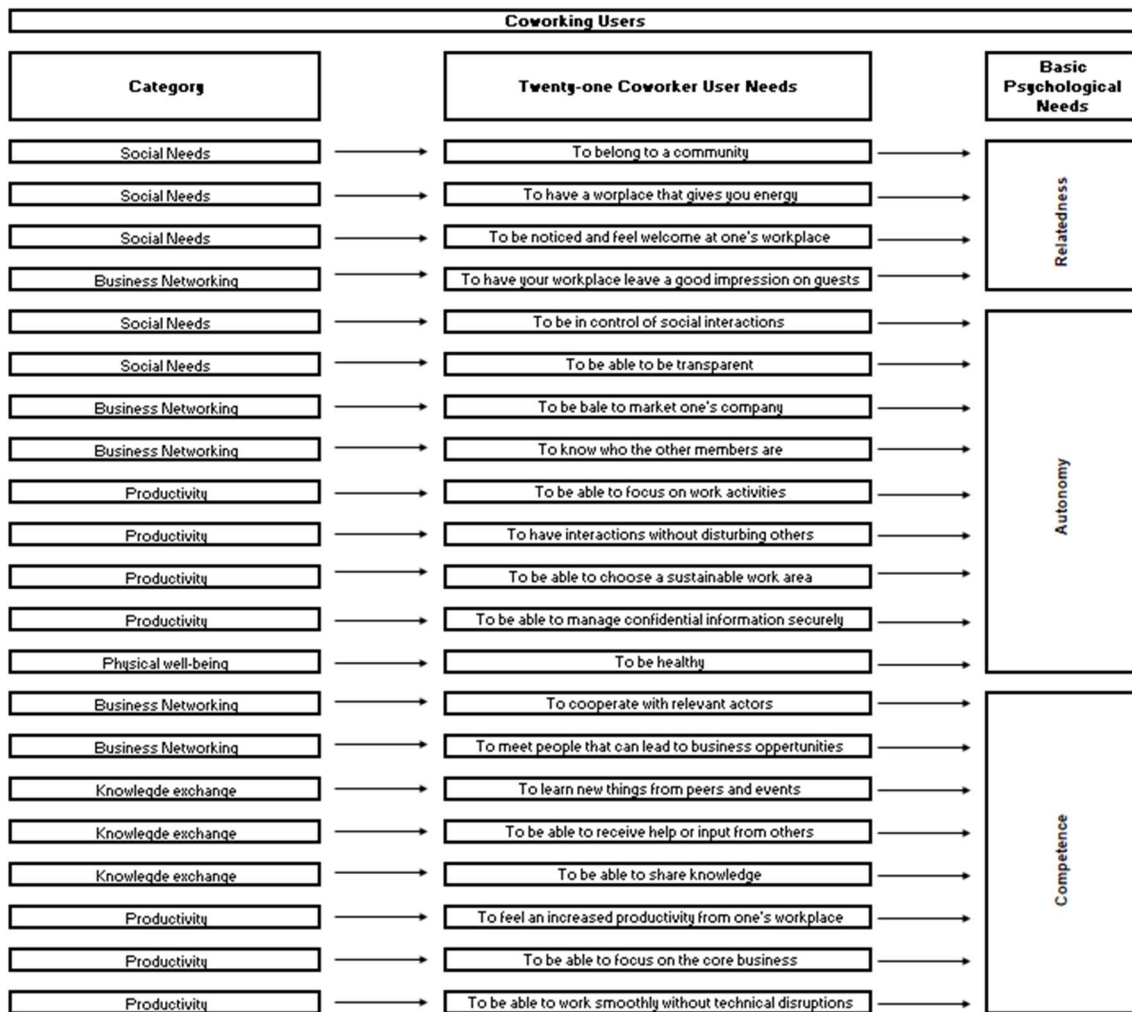 Coworking Users
Category
Twenty-one Coworker User Needs
Basic
Psychological
Needs
Social Needs
To belong to a community
Social Needs
To have a worplace that gives you energy
Social Needs
To be noticed and feel welcome at one's workplace
Business Networking
To have your workplace leave a good impression on guests
Relatedness
Social Needs
To be in control of social interactions
Social Needs
To be able to be transparent
Business Networking
To be bale to market one's company
Business Networking
To know who the other members are
Productivity
To be able to focus on work activities
Productivity
To have interactions without disturbing others
Productivity
To be able to choose a sustainable work area
Productivity
To be able to manage confidential information securely
Physical well-being
To be healthy
Autonomy
Business Networking
To cooperate with relevant actors
Business Networking
To meet people that can lead to business oppertunities
Knowleqde exchange
To learn new things from peers and events
Knowleqde exchange
To be able to receive help or input from others
Knowleqde exchange
To be able to share knowledge
Productivity
To feel an increased productivity from one's workplace
Productivity
To be able to focus on the core business
Productivity
To be able to work smoothly without technical disruptions
Competence